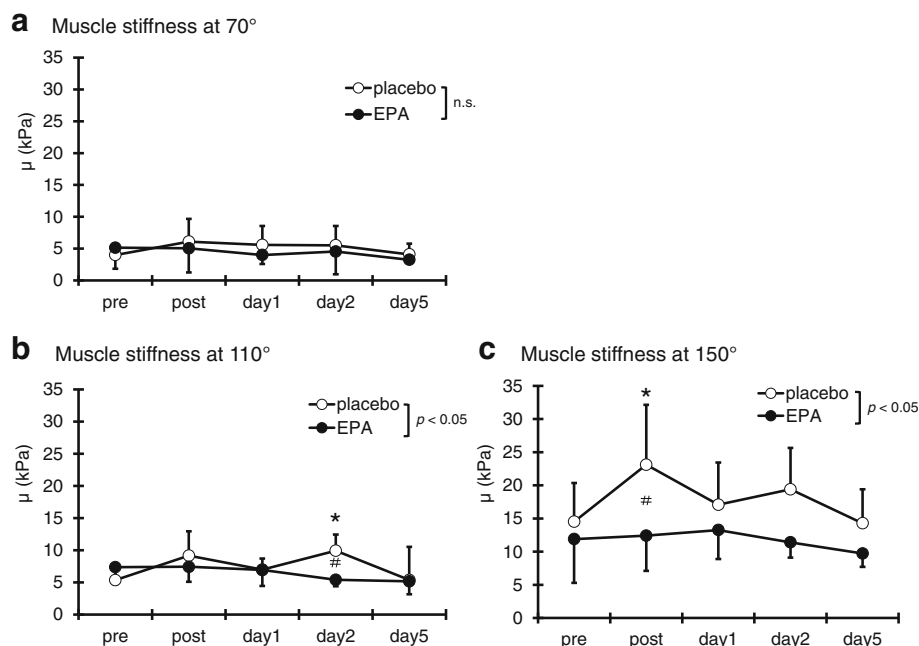 a Muscle stiffness at 70°
35
30
25
20
15
10
5
0
μ (kPa)
placebo
EPA
n.s.
pre post day1 day2 day5
b Muscle stiffness at 110°
35
30
25
20
15
10
5
0
μ (kPa)
placebo
EPA
p < 0.05
*
#
pre post day1 day2 day5
c Muscle stiffness at 150°
35
30
25
20
15
10
5
0
μ (kPa)
placebo
EPA
p < 0.05
*
#
pre post day1 day2 day5